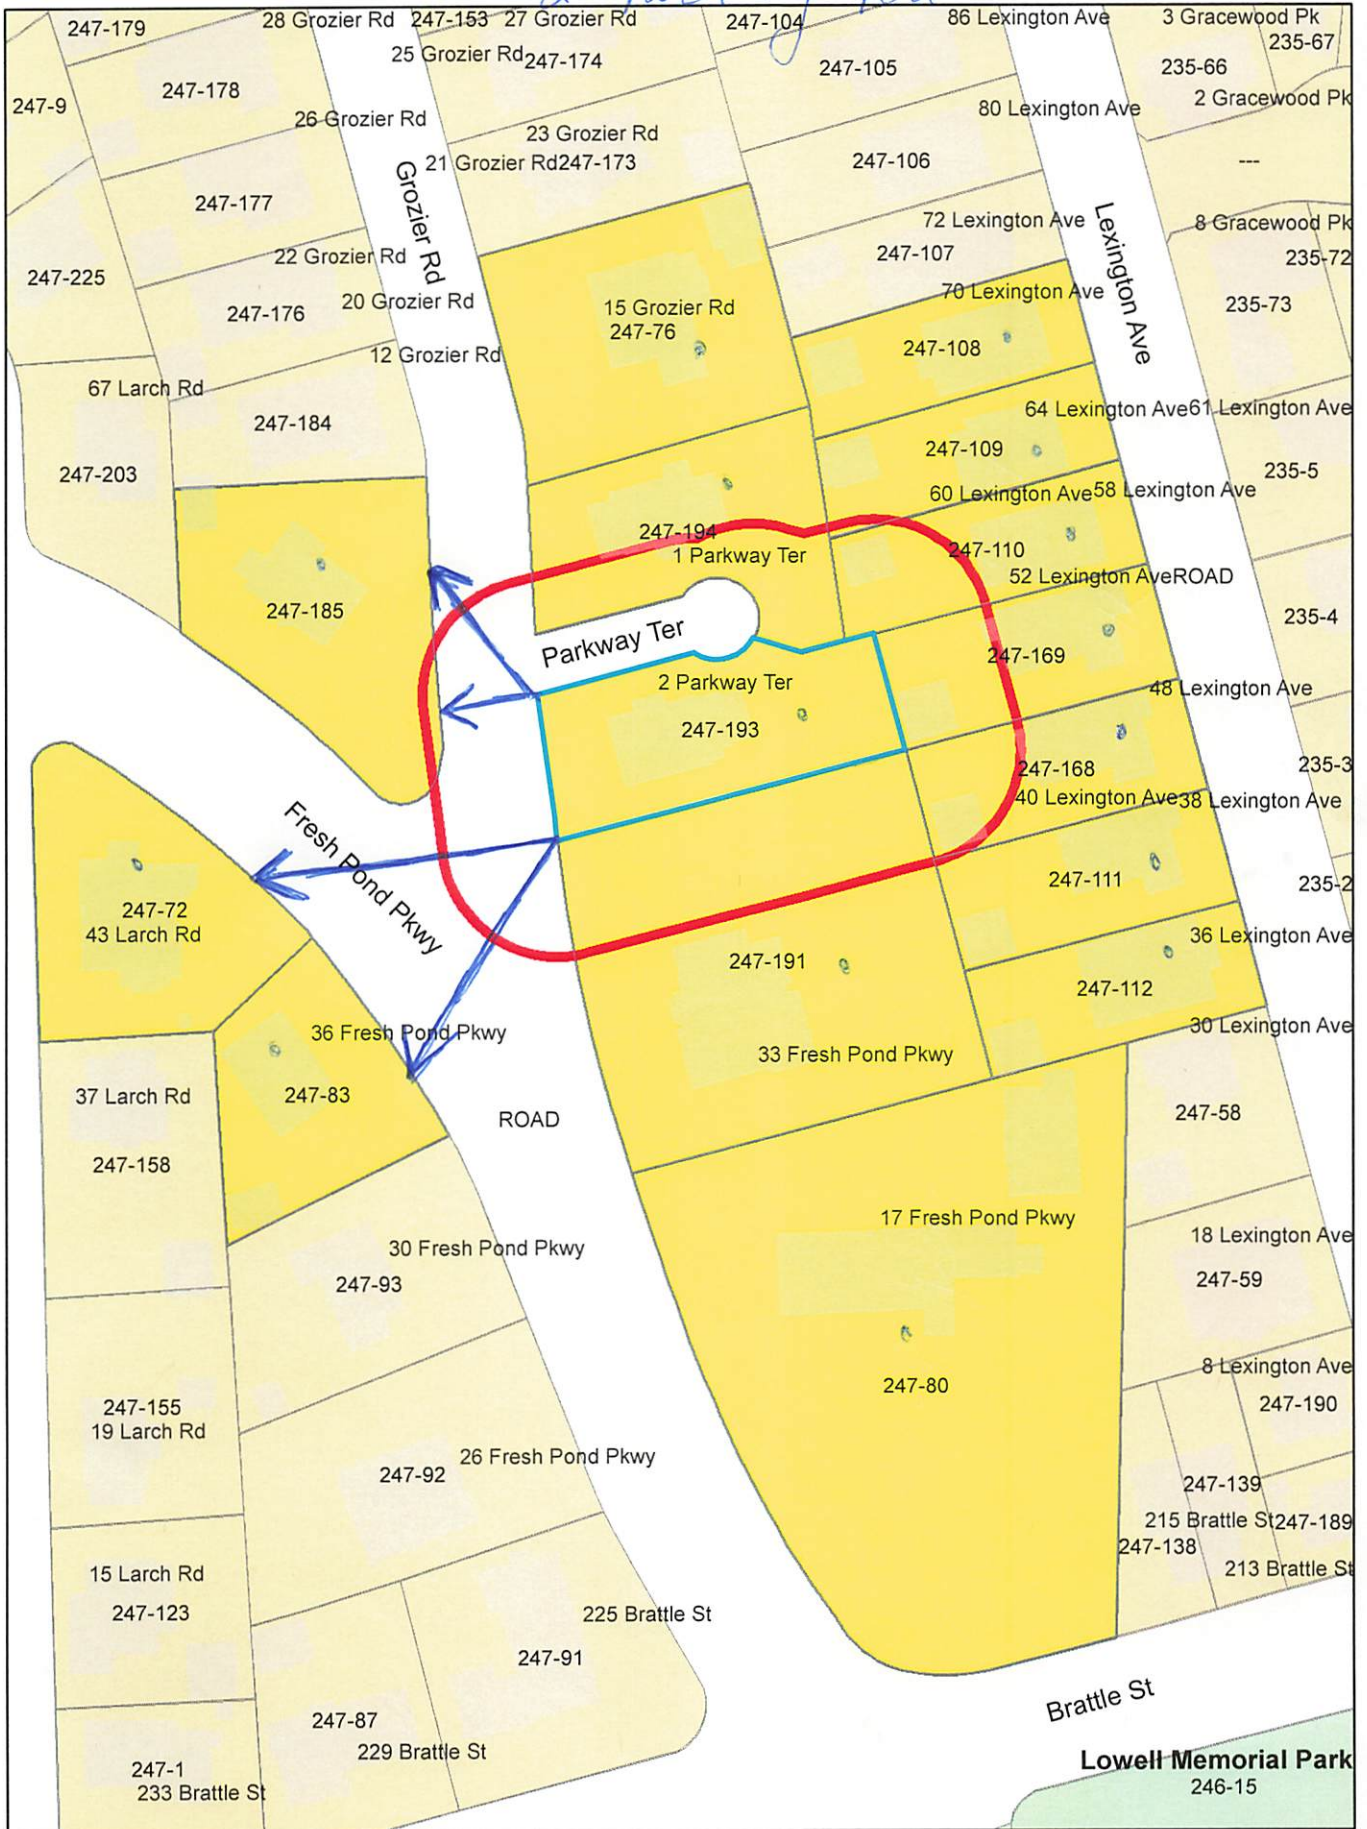 28 Grozier Rd
247-153
27 Grozier Rd
247-104
86 Lexington Ave
3 Gracewood Pk
247-179
25 Grozier Rd
247-174
247-105
235-66
235-67
247-178
247-9
26 Grozier Rd
80 Lexington Ave
2 Gracewood Pk
23 Grozier Rd
21 Grozier Rd
247-173
247-106
---
247-177
Grozier Rd
72 Lexington Ave
Lexington Ave
8 Gracewood Pk
22 Grozier Rd
247-107
235-72
247-225
20 Grozier Rd
70 Lexington Ave
247-176
15 Grozier Rd
247-76
235-73
12 Grozier Rd
247-108
67 Larch Rd
247-184
64 Lexington Ave
61 Lexington Ave
247-203
247-109
235-5
60 Lexington Ave
58 Lexington Ave
247-194
1 Parkway Ter
247-110
52 Lexington Ave
ROAD
247-185
235-4
Parkway Ter
247-169
2 Parkway Ter
247-193
48 Lexington Ave
247-168
235-3
40 Lexington Ave
38 Lexington Ave
Fresh Pond Pkwy
247-111
235-2
247-72
43 Larch Rd
36 Lexington Ave
247-191
247-112
36 Fresh Pond Pkwy
30 Lexington Ave
33 Fresh Pond Pkwy
37 Larch Rd
247-83
ROAD
247-58
247-158
17 Fresh Pond Pkwy
30 Fresh Pond Pkwy
18 Lexington Ave
247-93
247-59
8 Lexington Ave
247-80
247-155
19 Larch Rd
247-190
26 Fresh Pond Pkwy
247-92
247-139
215 Brattle St
247-189
247-138
15 Larch Rd
247-123
213 Brattle St
225 Brattle St
247-91
Brattle St
247-87
229 Brattle St
Lowell Memorial Park
246-15
247-1
233 Brattle St